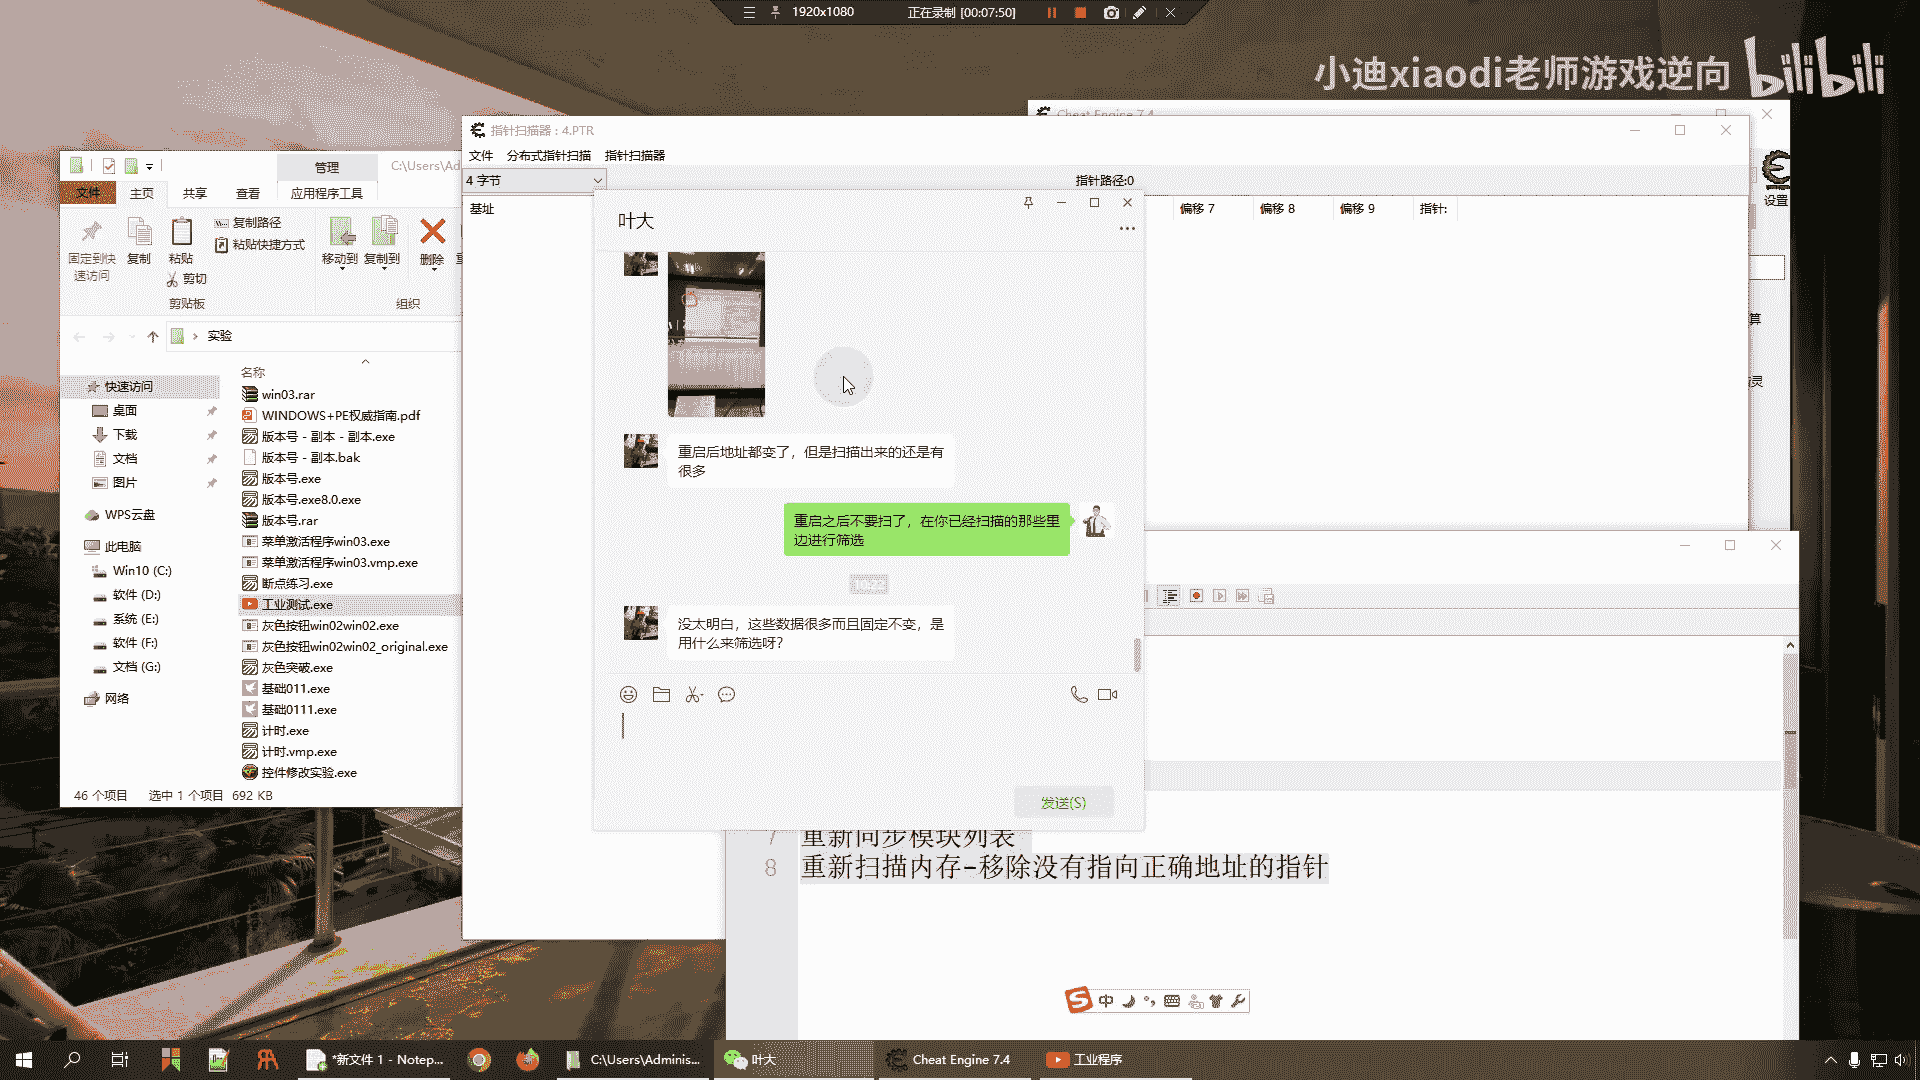 1920x1080
正在录制 [00:07:50]
小迪xiaodi老师游戏逆向
bilibili
Cheat Engine 7.4
指针扫描器 : 4.PTR
文件 分布式指针扫描 指针扫描器
4 字节
指针路径:0
基址
偏移 7
偏移 8
偏移 9
指针:
设置
管理
C:\Users\Ad
文件
主页
共享
查看
应用程序工具
固定到快
速访问
复制
粘贴
复制路径
粘贴快捷方式
剪切
剪贴板
移动到
复制到
删除
组织
实验
快速访问
桌面
下载
文档
图片
WPS云盘
此电脑
Win10 (C:)
软件 (D:)
系统 (E:)
软件 (F:)
文档 (G:)
网络
名称
win03.rar
WINDOWS+PE权威指南.pdf
版本号 - 副本 - 副本.exe
版本号 - 副本.bak
版本号.exe
版本号.exe8.0.exe
版本号.rar
菜单激活程序win03.exe
菜单激活程序win03.vmp.exe
断点练习.exe
工业测试.exe
灰色按钮win02win02.exe
灰色按钮win02win02_original.exe
灰色突破.exe
基础011.exe
基础0111.exe
计时.exe
计时.vmp.exe
控件修改实验.exe
46 个项目 选中 1 个项目 692 KB
叶大
重启后地址都变了，但是扫描出来的还是有
很多
重启之后不要扫了，在你已经扫描的那些里
边进行筛选
没太明白，这些数据很多而且固定不变，是
用什么来筛选呀?
发送(S)
算
灵
7 重新同步模块列表
8 重新扫描内存-移除没有指向正确地址的指针
中
*新文件 1 - Notep...
C:\Users\Adminis...
叶大
Cheat Engine 7.4
工业程序